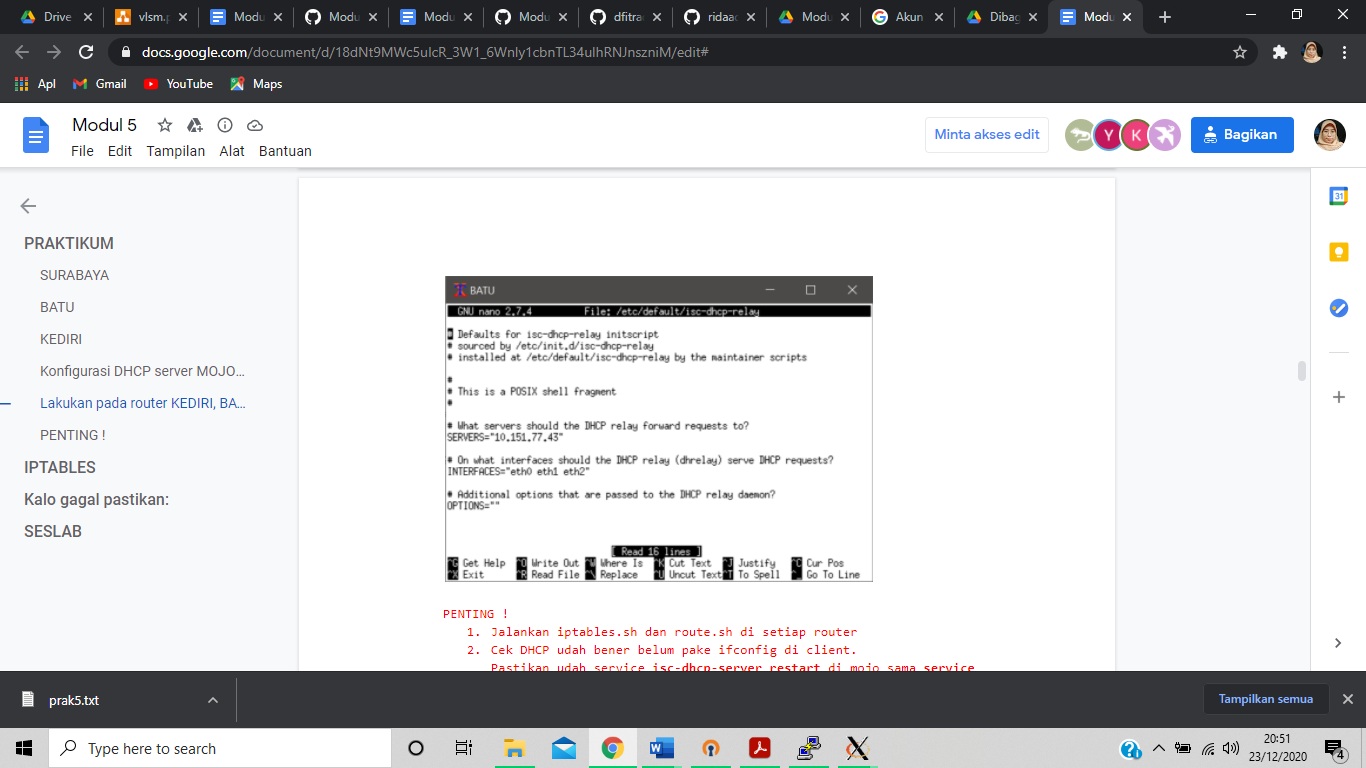 Drive
vlsm.p
Modu
Modu
Modu
Modu
dfitra
ridaac
Modu
Akun
Dibag
Modu
docs.google.com/document/d/18dNt9MWc5ulcR_3W1_6Wnly1cbnTL34ulhRNJnszniM/edit#
Apl
Gmail
YouTube
Maps
Modul 5
File Edit Tampilan Alat Bantuan
Minta akses edit
Y
K
Bagikan
31
PRAKTIKUM
SURABAYA
BATU
KEDIRI
Konfigurasi DHCP server MOJO...
Lakukan pada router KEDIRI, BA...
PENTING !
IPTABLES
Kalo gagal pastikan:
SESLAB
BATU
GNU nano 2.7.4 File: /etc/default/isc-dhcp-relay
# Defaults for isc-dhcp-relay initscript
# sourced by /etc/init.d/isc-dhcp-relay
# installed at /etc/default/isc-dhcp-relay by the maintainer scripts
#
# This is a POSIX shell fragment
#
# What servers should the DHCP relay forward requests to?
SERVERS="10.151.77.43"
# On what interfaces should the DHCP relay (dhrelay) serve DHCP requests?
INTERFACES="eth0 eth1 eth2"
# Additional options that are passed to the DHCP relay daemon?
OPTIONS=""
[ Read 16 lines ]
^G Get Help ^O Write Out ^W Where Is ^K Cut Text ^J Justify ^C Cur Pos
^X Exit ^R Read File ^\ Replace ^U Uncut Text ^T To Spell ^_ Go To Line
PENTING !
1. Jalankan iptables.sh dan route.sh di setiap router
2. Cek DHCP udah bener belum pake ifconfig di client.
Pastikan udah service isc-dhcp-server restart di mojo sama service
prak5.txt
Tampilkan semua
Type here to search
20:51
23/12/2020
4